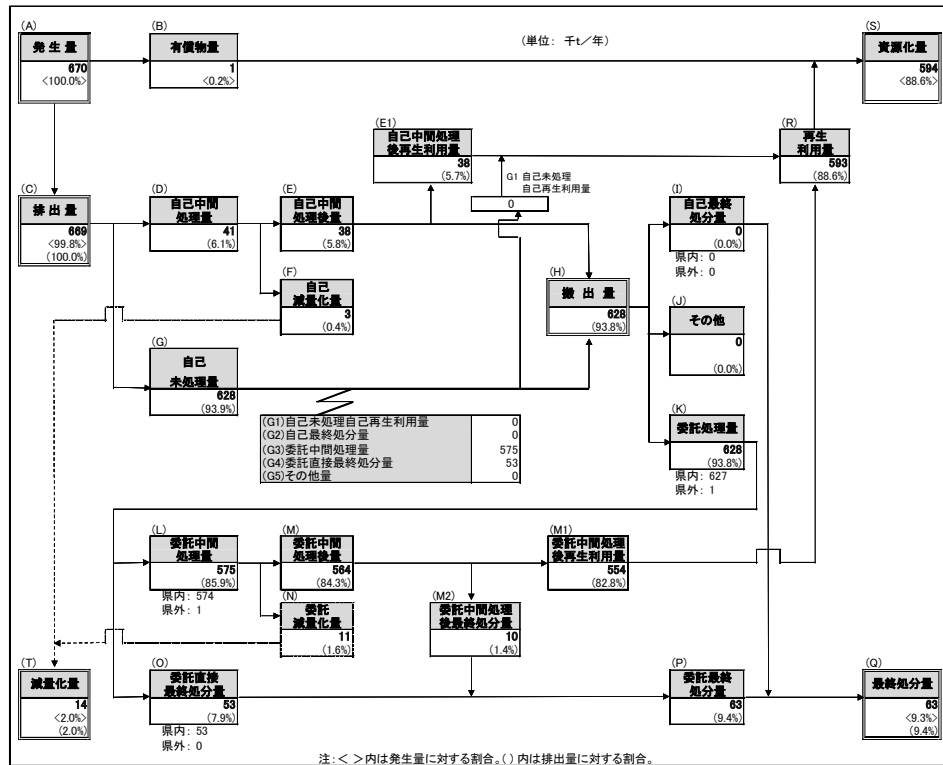 (A)
発 生 量
670
<100.0%>
(B)
有償物量
1
<0.2%>
(単位: 千t/年)
(S)
資源化量
594
<88.6%>
(E1)
自己中間処理
後再生利用量
38
(5.7%)
G1 自己未処理
自己再生利用量
0
(R)
再生
利用量
593
(88.6%)
(C)
排 出 量
669
<99.8%>
(100.0%)
(D)
自己中間
処理量
41
(6.1%)
(E)
自己中間
処理後量
38
(5.8%)
(I)
自己最終
処分量
0
(0.0%)
県内: 0
県外: 0
(F)
自己
減量化量
3
(0.4%)
(H)
搬 出 量
628
(93.8%)
(J)
その他
0
(0.0%)
(G)
自己
未処理量
628
(93.9%)
(G1)自己未処理自己再生利用量 0
(G2)自己最終処分量 0
(G3)委託中間処理量 575
(G4)委託直接最終処分量 53
(G5)その他量 0
(K)
委託処理量
628
(93.8%)
県内: 627
県外: 1
(L)
委託中間
処理量
575
(85.9%)
県内: 574
県外: 1
(M)
委託中間
処理後量
564
(84.3%)
(M1)
委託中間処理
後再生利用量
554
(82.8%)
(N)
委託
減量化量
11
(1.6%)
(M2)
委託中間処理
後最終処分量
10
(1.4%)
(T)
減量化量
14
<2.0%>
(2.0%)
(O)
委託直接
最終処分量
53
(7.9%)
県内: 53
県外: 0
(P)
委託最終
処分量
63
(9.4%)
(Q)
最終処分量
63
<9.3%>
(9.4%)
注:< >内は発生量に対する割合。( )内は排出量に対する割合。